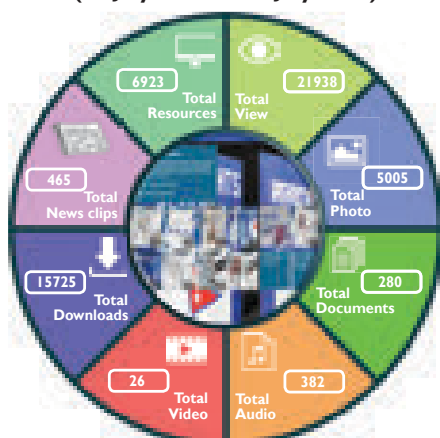 6923
Total
Resources
21938
Total
View
465
Total
News clips
5005
Total
Photo
15725
Total
Downloads
280
Total
Documents
26
Total
Video
382
Total
Audio